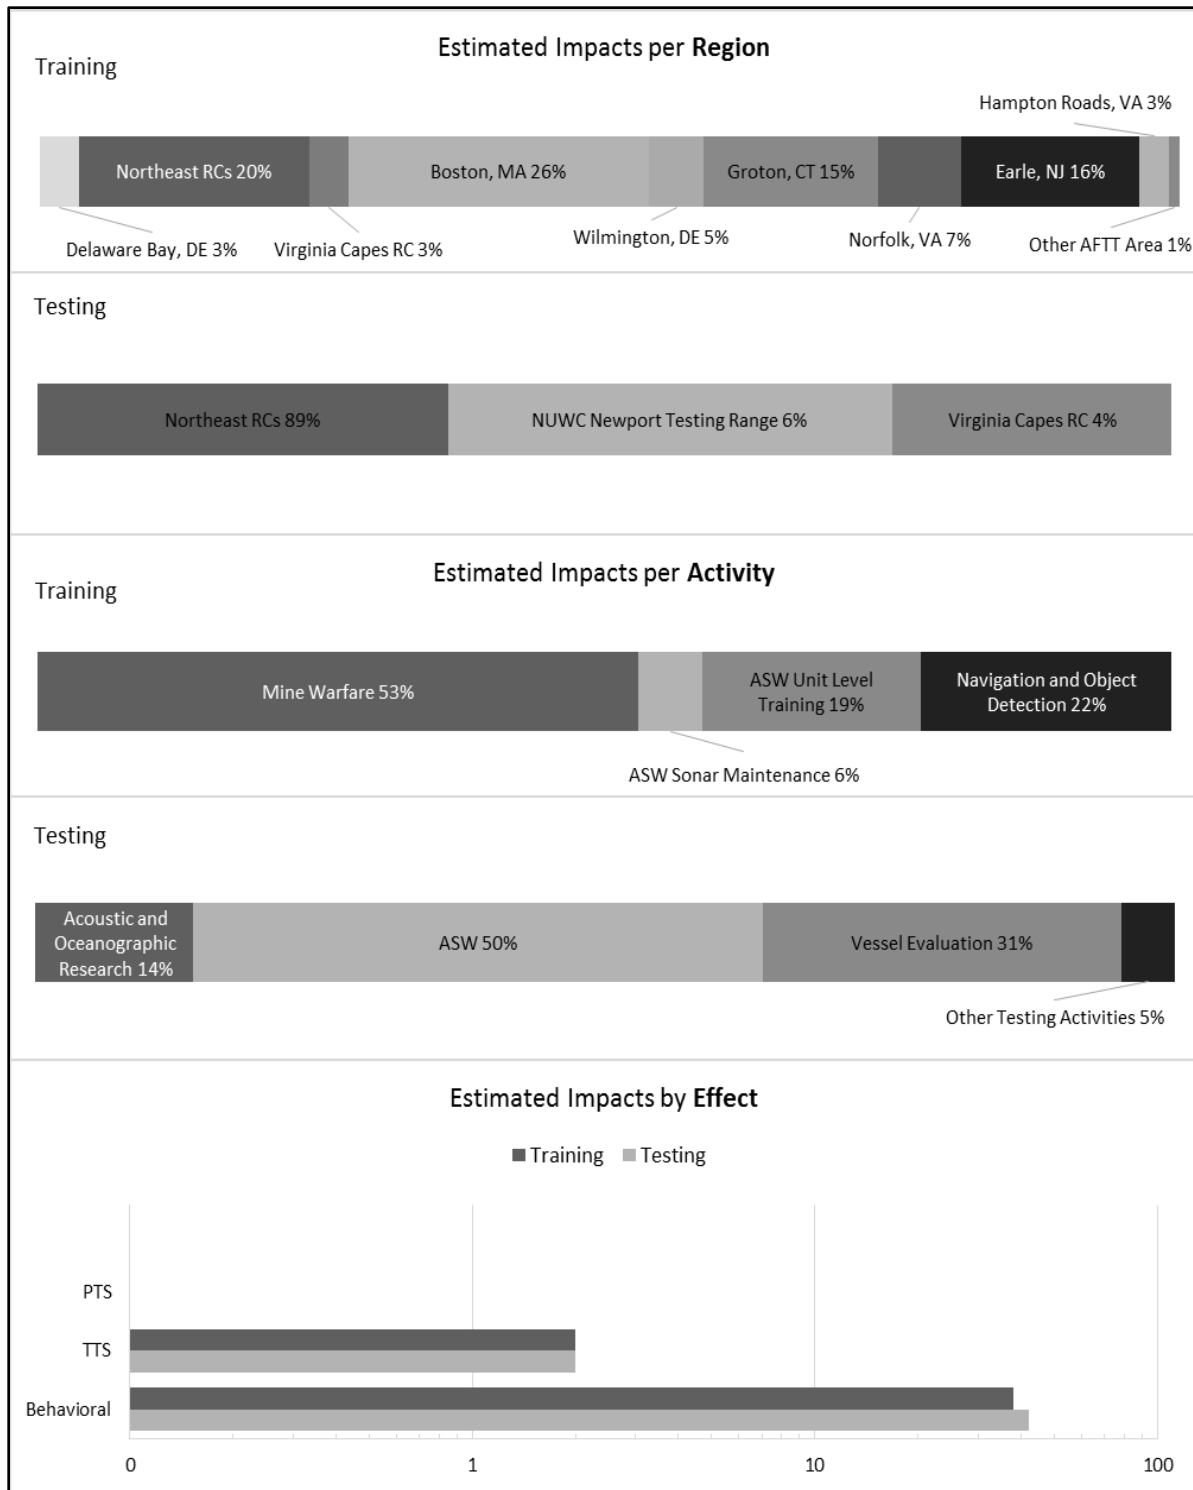 Estimated Impacts per Region
Training
Hampton Roads, VA 3%
Northeast RCs 20%
Boston, MA 26%
Groton, CT 15%
Earle, NJ 16%
Delaware Bay, DE 3%
Virginia Capes RC 3%
Wilmington, DE 5%
Norfolk, VA 7%
Other AFTT Area 1%
Testing
Northeast RCs 89%
NUWC Newport Testing Range 6%
Virginia Capes RC 4%
Estimated Impacts per Activity
Training
Mine Warfare 53%
ASW Unit Level
Training 19%
Navigation and Object
Detection 22%
ASW Sonar Maintenance 6%
Testing
Acoustic and
Oceanographic
Research 14%
ASW 50%
Vessel Evaluation 31%
Other Testing Activities 5%
Estimated Impacts by Effect
Training
Testing
PTS
TTS
Behavioral
0
1
10
100